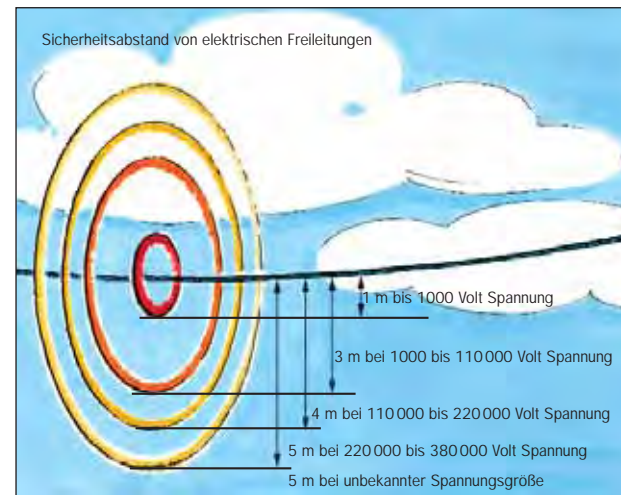 Sicherheitsabstand von elektrischen Freileitungen
1 m bis 1000 Volt Spannung
3 m bei 1000 bis 110 000 Volt Spannung
4 m bei 110 000 bis 220 000 Volt Spannung
5 m bei 220 000 bis 380 000 Volt Spannung
5 m bei unbekannter Spannungsgröße